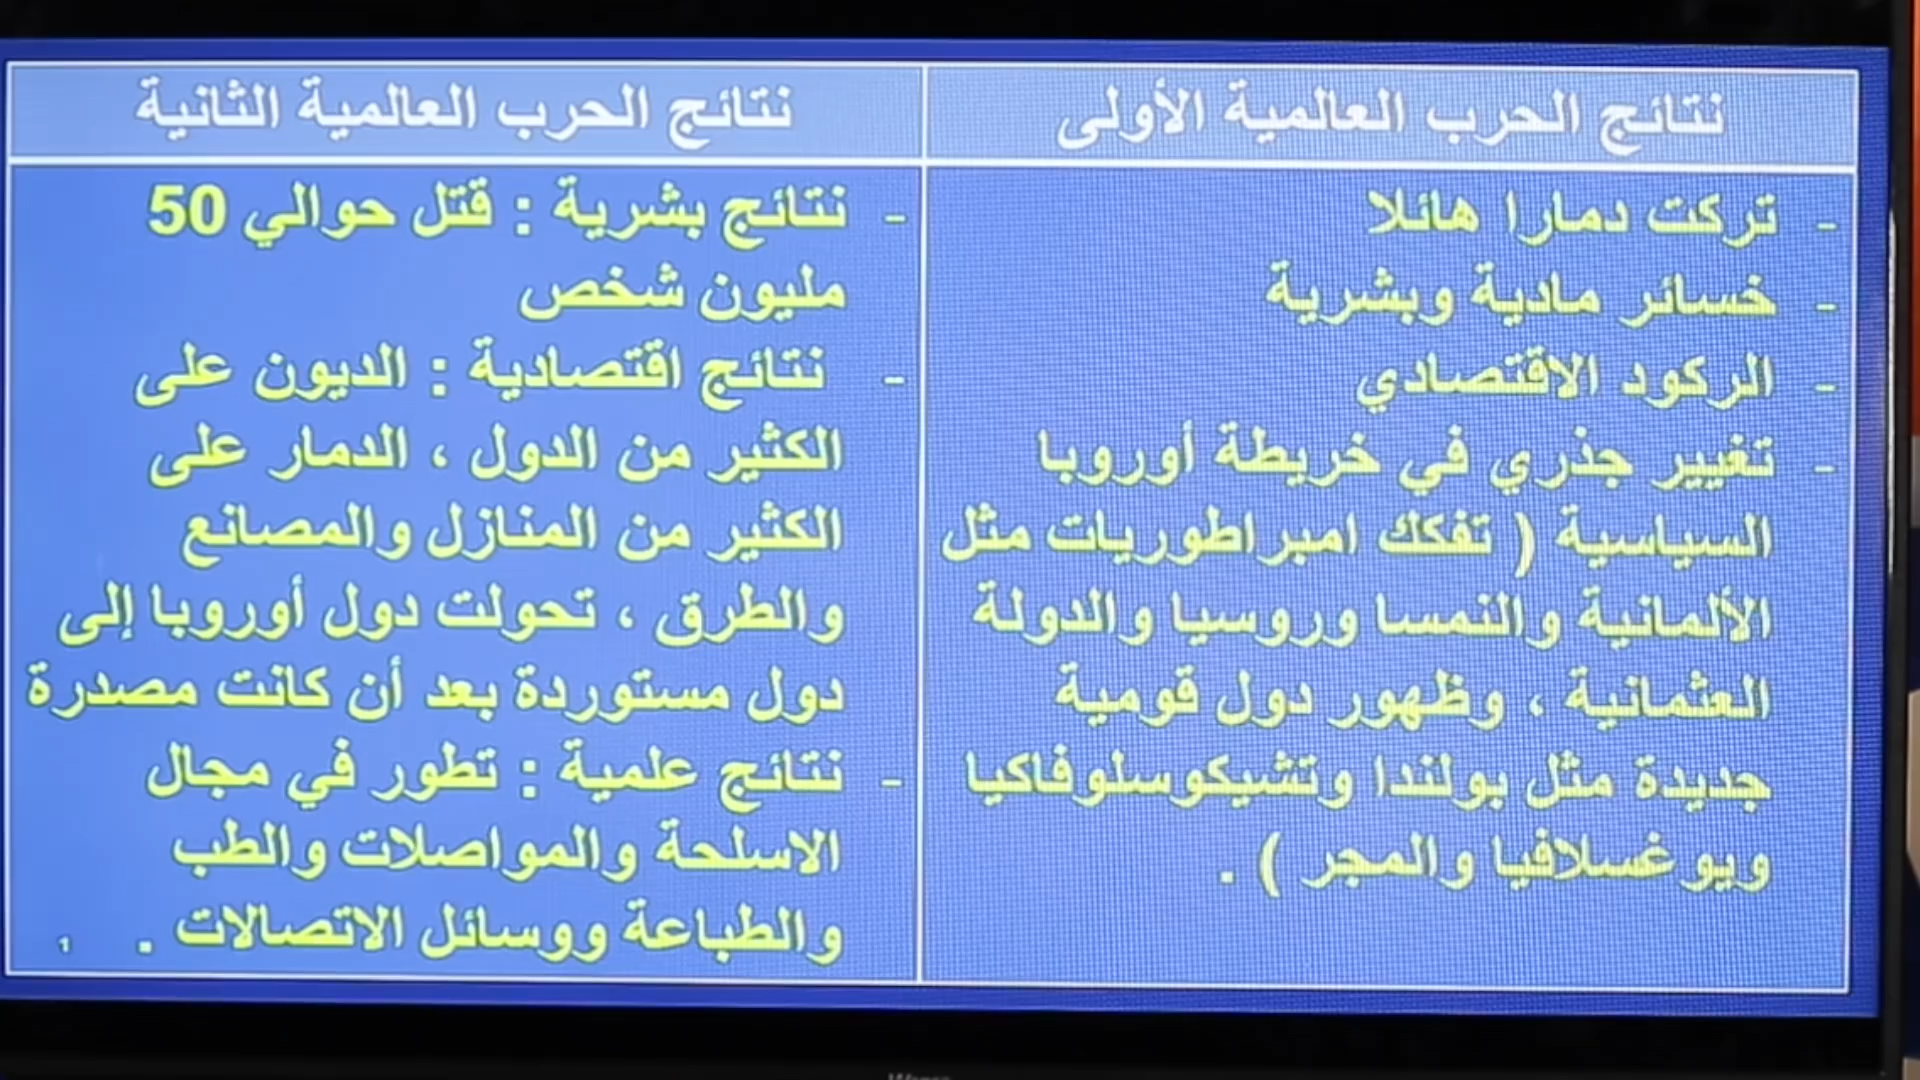 نتائج الحرب العالمية الأولى
- تركت دمارا هائلا
- خسائر مادية وبشرية
- الركود الاقتصادي
- تغيير جذري في خريطة أوروبا
السياسية ( تفكك امبراطوريات مثل
الألمانية والنمسا وروسيا والدولة
العثمانية ، وظهور دول قومية
جديدة مثل بولندا وتشيكوسلوفاكيا
ويوغسلافيا والمجر ) .
نتائج الحرب العالمية الثانية
- نتائج بشرية : قتل حوالي 50
مليون شخص
- نتائج اقتصادية : الديون على
الكثير من الدول ، الدمار على
الكثير من المنازل والمصانع
والطرق ، تحولت دول أوروبا إلى
دول مستوردة بعد أن كانت مصدرة
- نتائج علمية : تطور في مجال
الاسلحة والمواصلات والطب
والطباعة ووسائل الاتصالات .
1